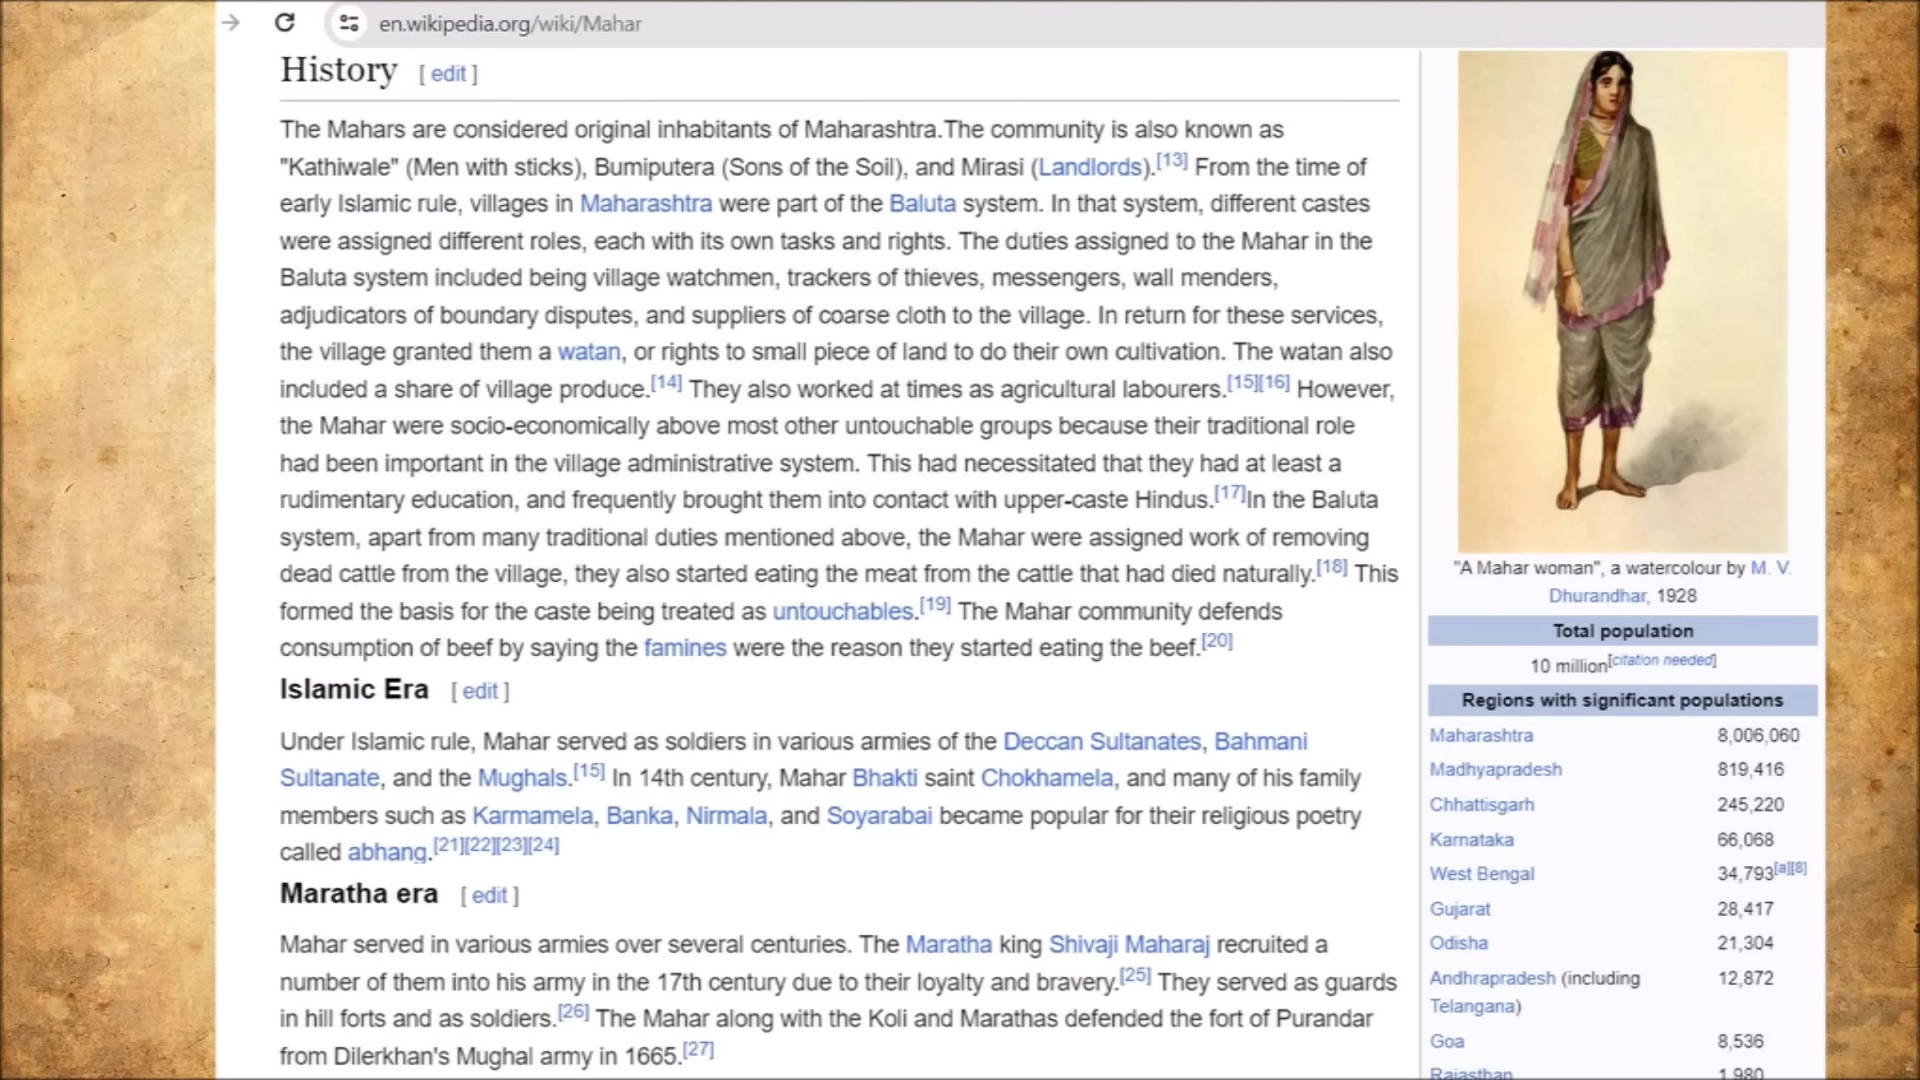 en.wikipedia.org/wiki/Mahar
History [ edit ]
The Mahars are considered original inhabitants of Maharashtra.The community is also known as
"Kathiwale" (Men with sticks), Bumiputera (Sons of the Soil), and Mirasi (Landlords).[13] From the time of
early Islamic rule, villages in Maharashtra were part of the Baluta system. In that system, different castes
were assigned different roles, each with its own tasks and rights. The duties assigned to the Mahar in the
Baluta system included being village watchmen, trackers of thieves, messengers, wall menders,
adjudicators of boundary disputes, and suppliers of coarse cloth to the village. In return for these services,
the village granted them a watan, or rights to small piece of land to do their own cultivation. The watan also
included a share of village produce.[14] They also worked at times as agricultural labourers.[15][16] However,
the Mahar were socio-economically above most other untouchable groups because their traditional role
had been important in the village administrative system. This had necessitated that they had at least a
rudimentary education, and frequently brought them into contact with upper-caste Hindus.[17]In the Baluta
system, apart from many traditional duties mentioned above, the Mahar were assigned work of removing
dead cattle from the village, they also started eating the meat from the cattle that had died naturally.[18] This
formed the basis for the caste being treated as untouchables.[19] The Mahar community defends
consumption of beef by saying the famines were the reason they started eating the beef.[20]
Islamic Era [ edit ]
Under Islamic rule, Mahar served as soldiers in various armies of the Deccan Sultanates, Bahmani
Sultanate, and the Mughals.[15] In 14th century, Mahar Bhakti saint Chokhamela, and many of his family
members such as Karmamela, Banka, Nirmala, and Soyarabai became popular for their religious poetry
called abhang.[21][22][23][24]
Maratha era [ edit ]
Mahar served in various armies over several centuries. The Maratha king Shivaji Maharaj recruited a
number of them into his army in the 17th century due to their loyalty and bravery.[25] They served as guards
in hill forts and as soldiers.[26] The Mahar along with the Koli and Marathas defended the fort of Purandar
from Dilerkhan's Mughal army in 1665.[27]
"A Mahar woman", a watercolour by M. V.
Dhurandhar, 1928
Total population
10 million[citation needed]
Regions with significant populations
Maharashtra 8,006,060
Madhyapradesh 819,416
Chhattisgarh 245,220
Karnataka 66,068
West Bengal 34,793[a][8]
Gujarat 28,417
Odisha 21,304
Andhrapradesh (including 12,872
Telangana)
Goa 8,536
Rajasthan 1,980